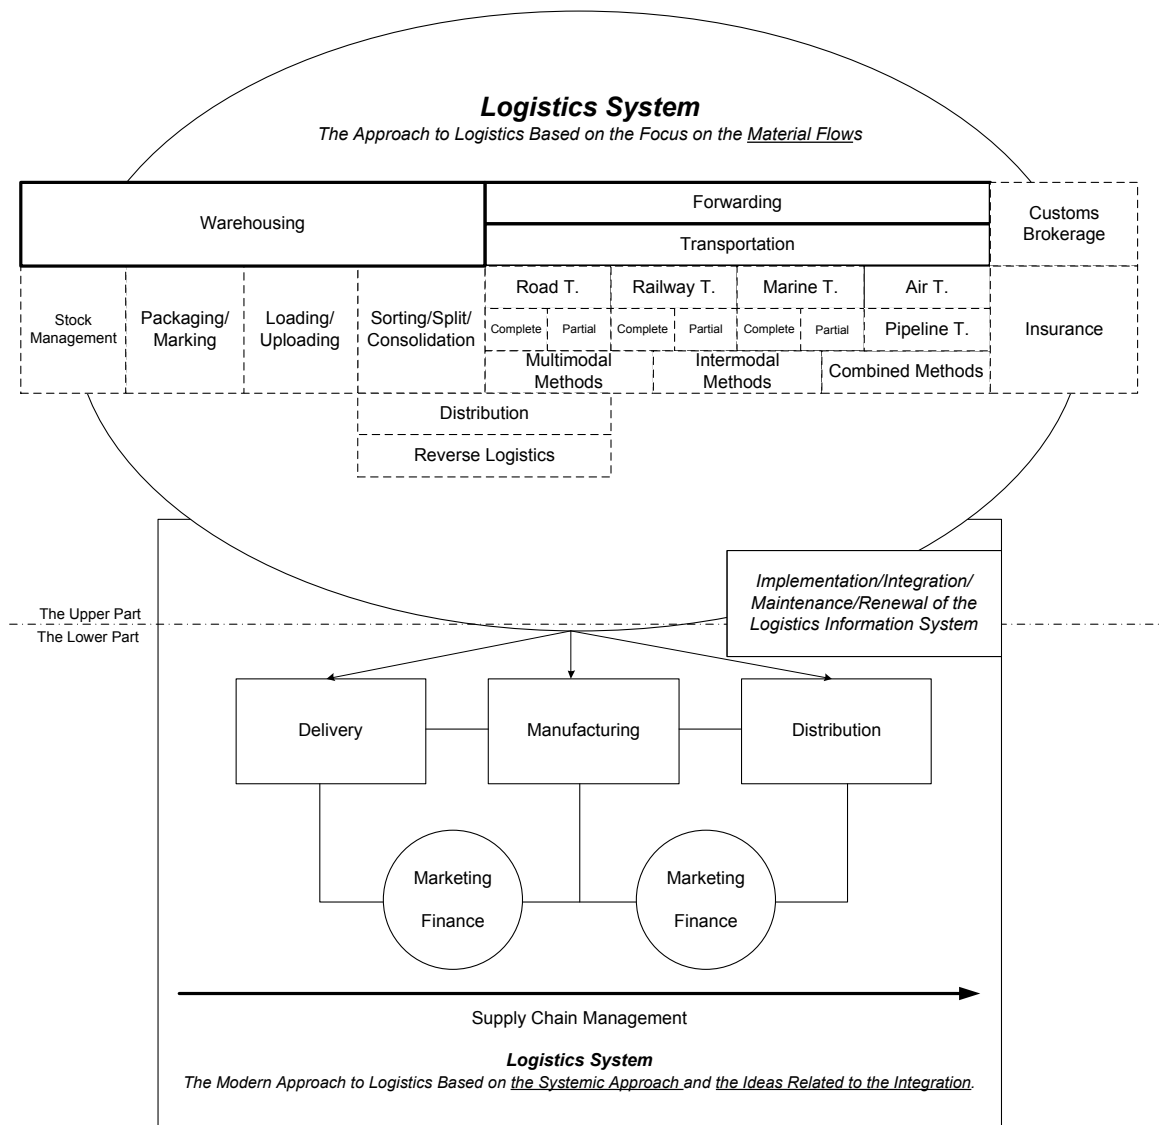 Logistics System
The Approach to Logistics Based on the Focus on the Material Flows
Warehousing
Forwarding
Transportation
Customs
Brokerage
Stock
Management
Packaging/
Marking
Loading/
Uploading
Sorting/Split/
Consolidation
Road T.
Railway T.
Marine T.
Air T.
Complete
Partial
Complete
Partial
Complete
Partial
Pipeline T.
Insurance
Multimodal
Methods
Intermodal
Methods
Combined Methods
Distribution
Reverse Logistics
Implementation/Integration/
Maintenance/Renewal of the
Logistics Information System
The Upper Part
The Lower Part
Delivery
Manufacturing
Distribution
Marketing
Finance
Marketing
Finance
Supply Chain Management
Logistics System
The Modern Approach to Logistics Based on the Systemic Approach and the Ideas Related to the Integration.